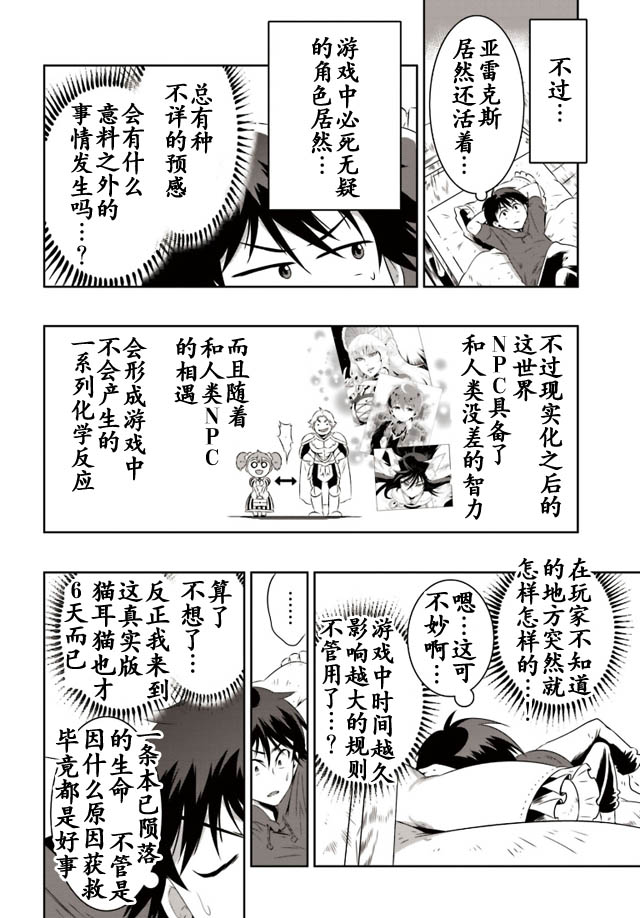 不过…
亚雷克斯
居然还活着…
游戏中必死无疑
的角色居然…
总有种
不详的预感
会有什么
意料之外的
事情发生吗…?
不过现实化之后的
这世界
NPC具备了
和人类没差的智力
而且随着
和人类NPC
的相遇
会形成游戏中
不会产生的
一系列化学反应
在玩家不知道
的地方突然就
怎样怎样的…
嗯…这可
不妙啊…
游戏中时间越久
影响越大的规则
不管用了…?
……
算了
不想了…
反正我来到
这真实版
猫耳猫也才
6天而已
一条本已陨落
的生命 不管是
因什么原因获救
毕竟都是好事